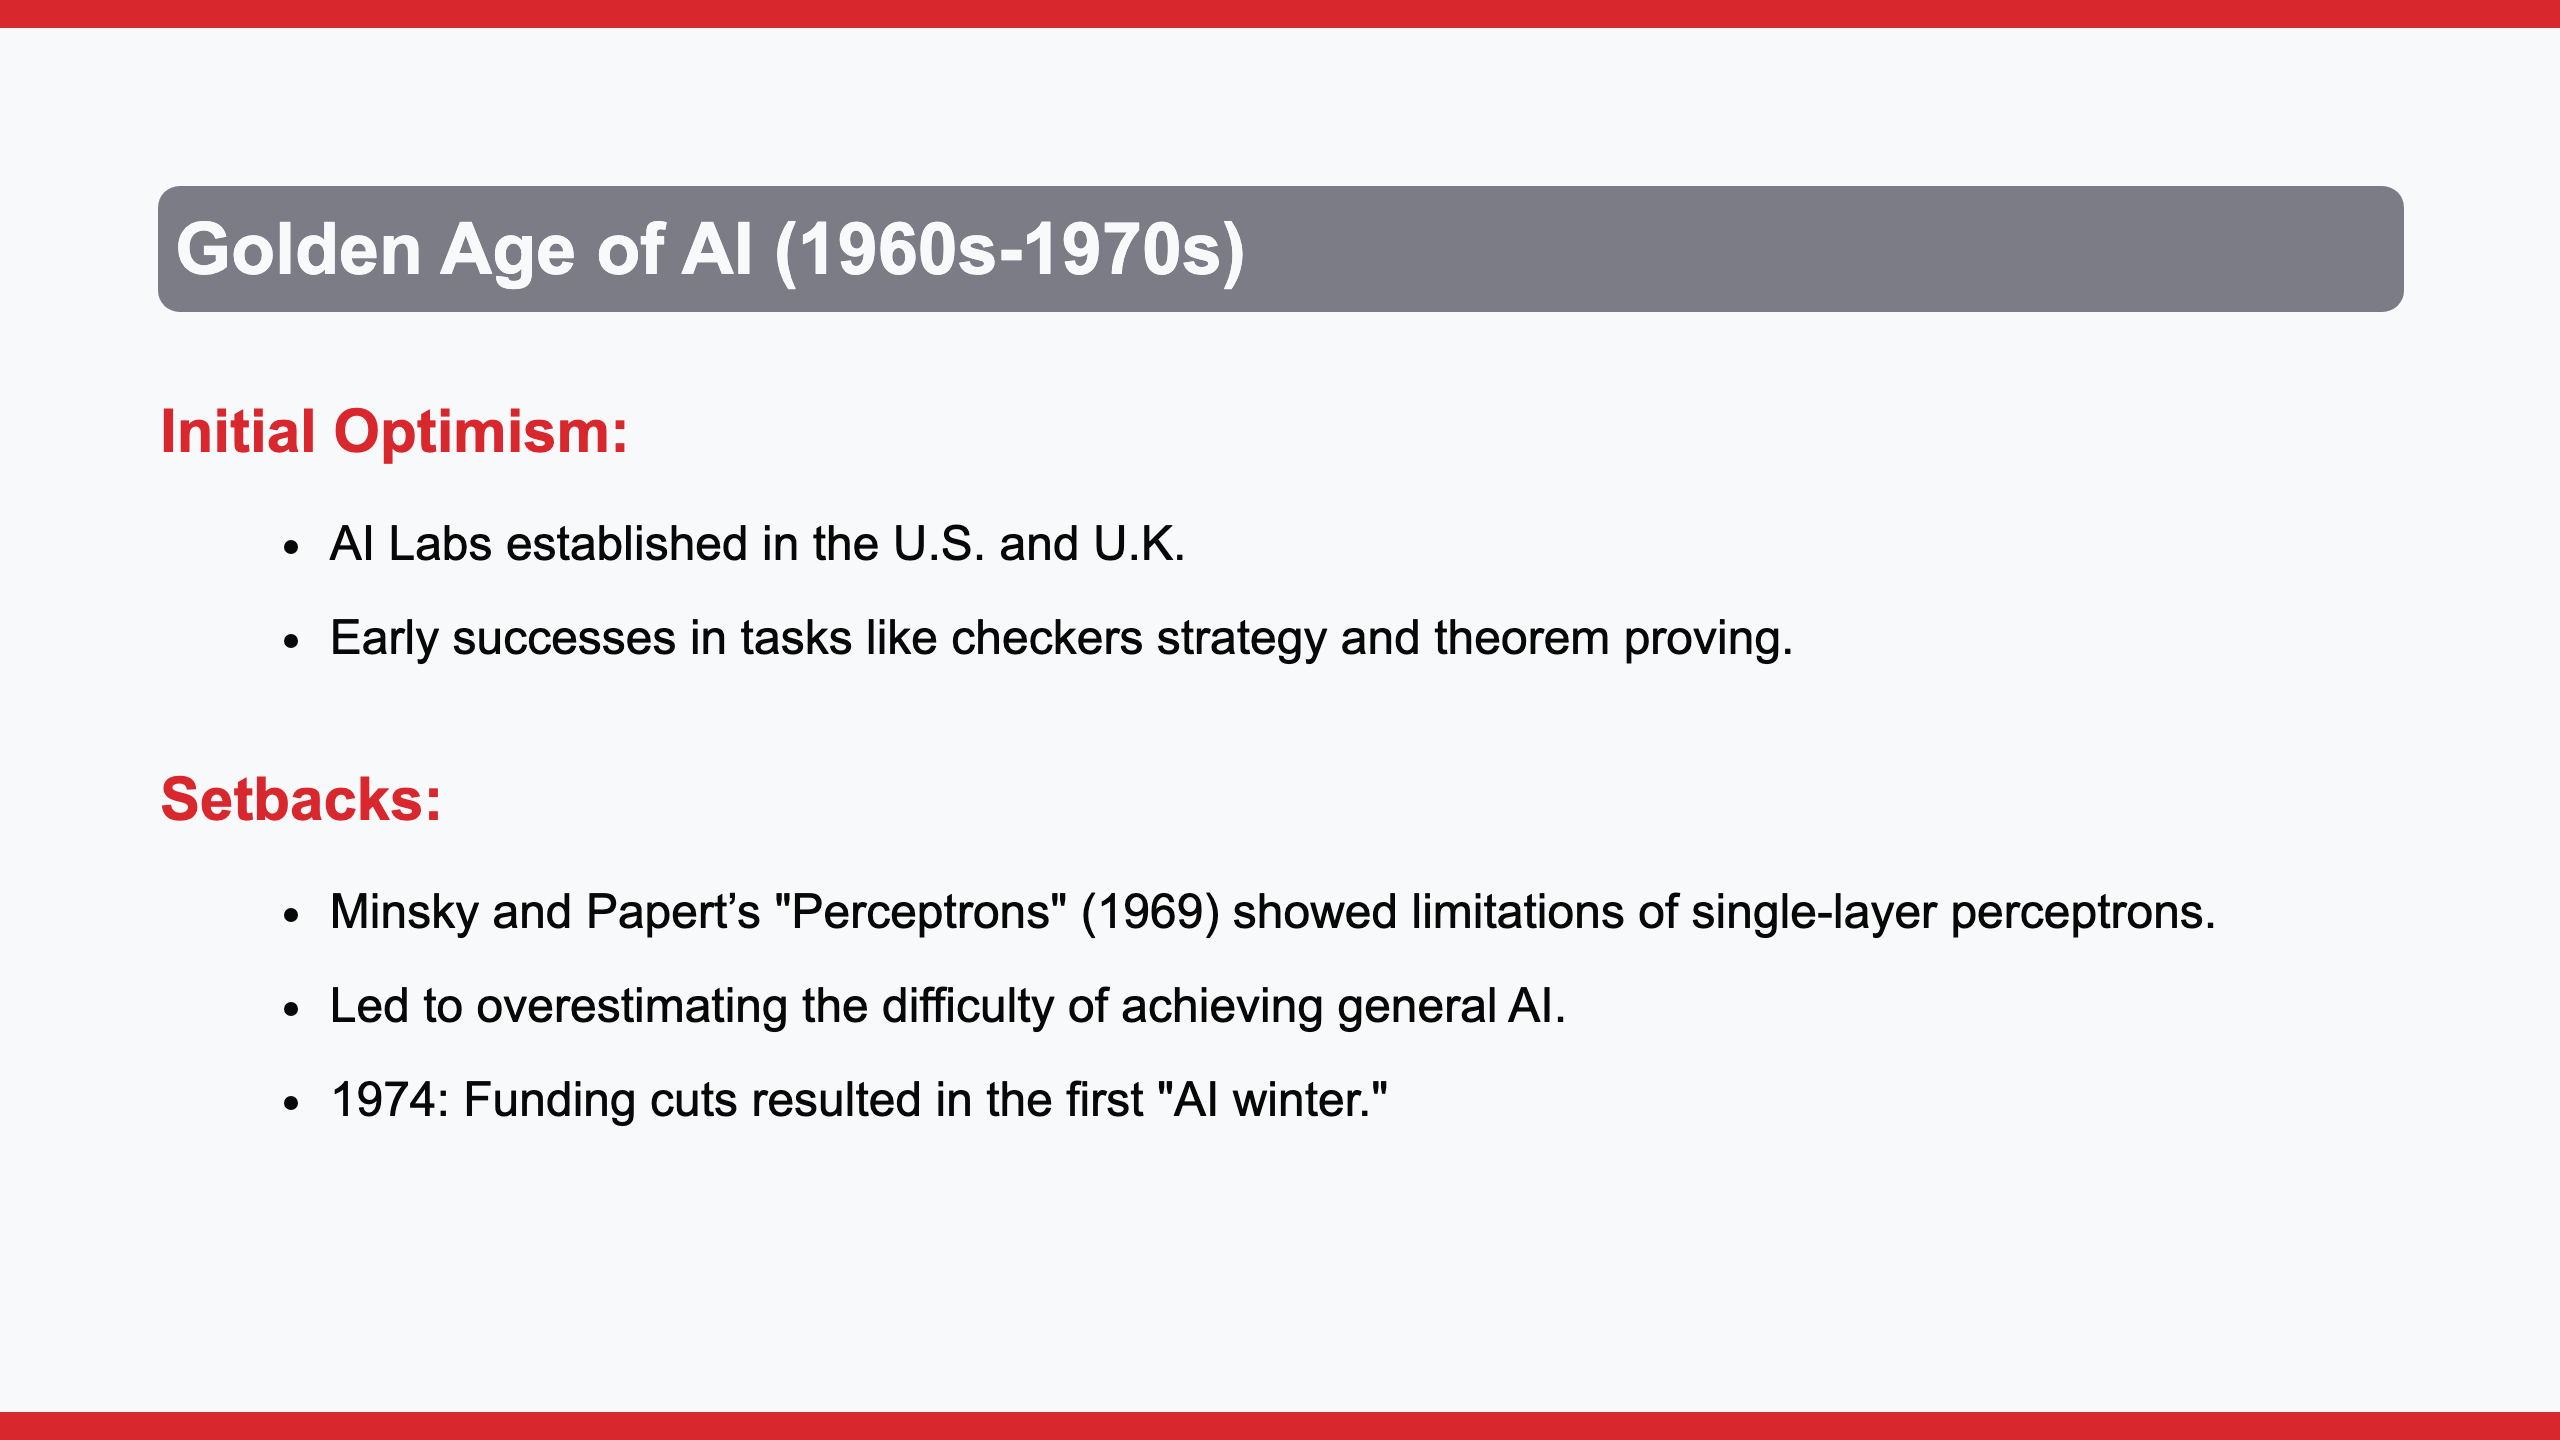 Golden Age of AI (1960s-1970s)
Initial Optimism:
• AI Labs established in the U.S. and U.K.
• Early successes in tasks like checkers strategy and theorem proving.
Setbacks:
• Minsky and Papert’s "Perceptrons" (1969) showed limitations of single-layer perceptrons.
• Led to overestimating the difficulty of achieving general AI.
• 1974: Funding cuts resulted in the first "AI winter."